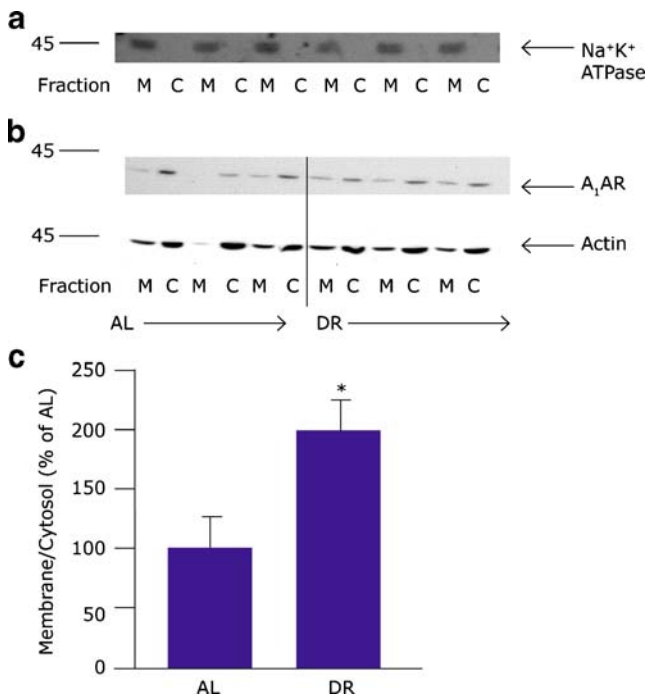 a
45
Na⁺K⁺
ATPase
Fraction M C M C M C M C M C M C
b
45
A₁AR
45
Actin
Fraction M C M C M C M C M C M C
AL DR
c
Membrane/Cytosol (% of AL)
250
200
150
100
50
0
*
AL DR